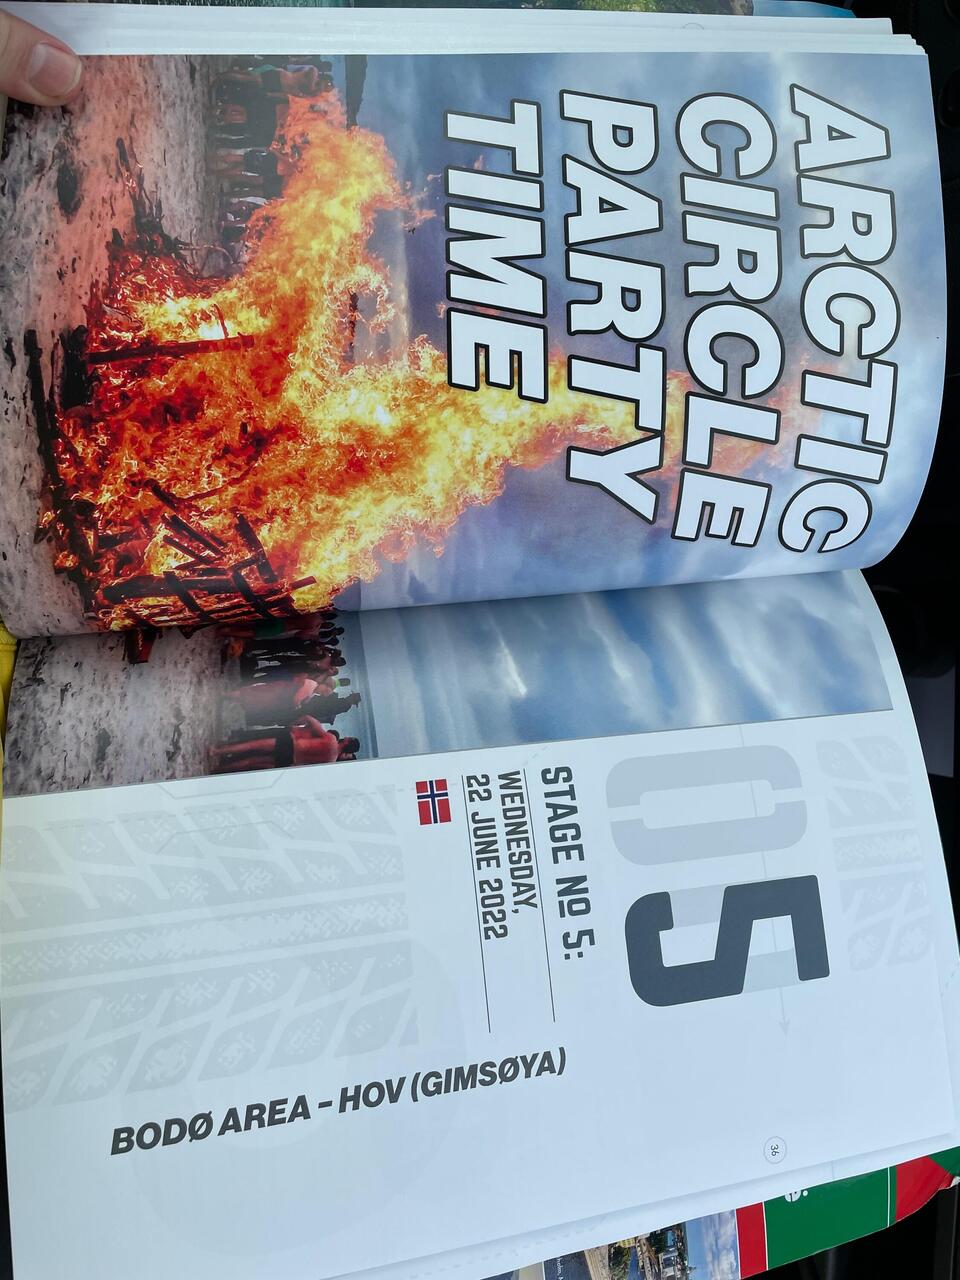 ARCTIC
CIRCLE
PARTY
TIME
05
STAGE Nº 5:
WEDNESDAY,
22 JUNE 2022
BODØ AREA – HOV (GIMSØYA)
36